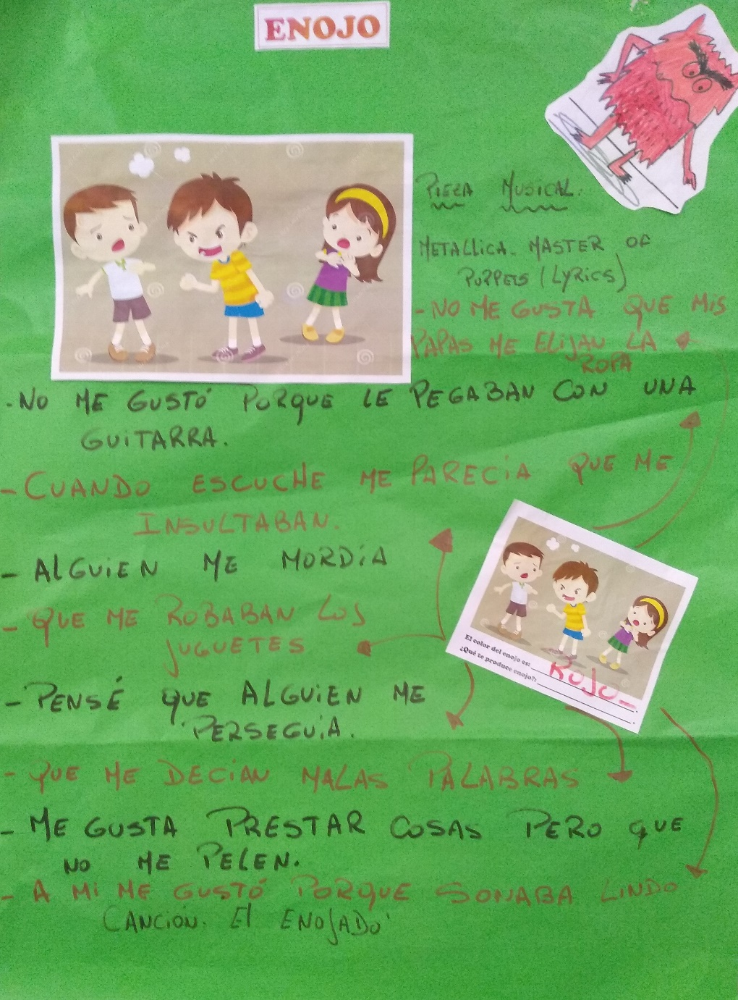 ENOJO
PIEZA MUSICAL:
METALLICA. MASTER OF
PUPPETS (LYRICS)
- NO ME GUSTA QUE MIS
PAPAS ME ELIJAN LA
ROPA
- NO ME GUSTÓ PORQUE LE PEGABAN CON UNA
GUITARRA.
- CUANDO ESCUCHE ME PARECIA QUE ME
INSULTABAN.
- ALGUIEN ME MORDIA
- QUE ME ROBABAN LOS
JUGUETES
- PENSÉ QUE ALGUIEN ME
PERSEGUIA.
- QUE ME DECIAN MALAS PALABRAS
- ME GUSTA PRESTAR COSAS PERO QUE
NO ME PELEN.
- A MI ME GUSTÓ PORQUE SONABA LINDO
CANCION. El ENOJADO
El color del enojo es: ROJO
¿Qué te produce enojo?: